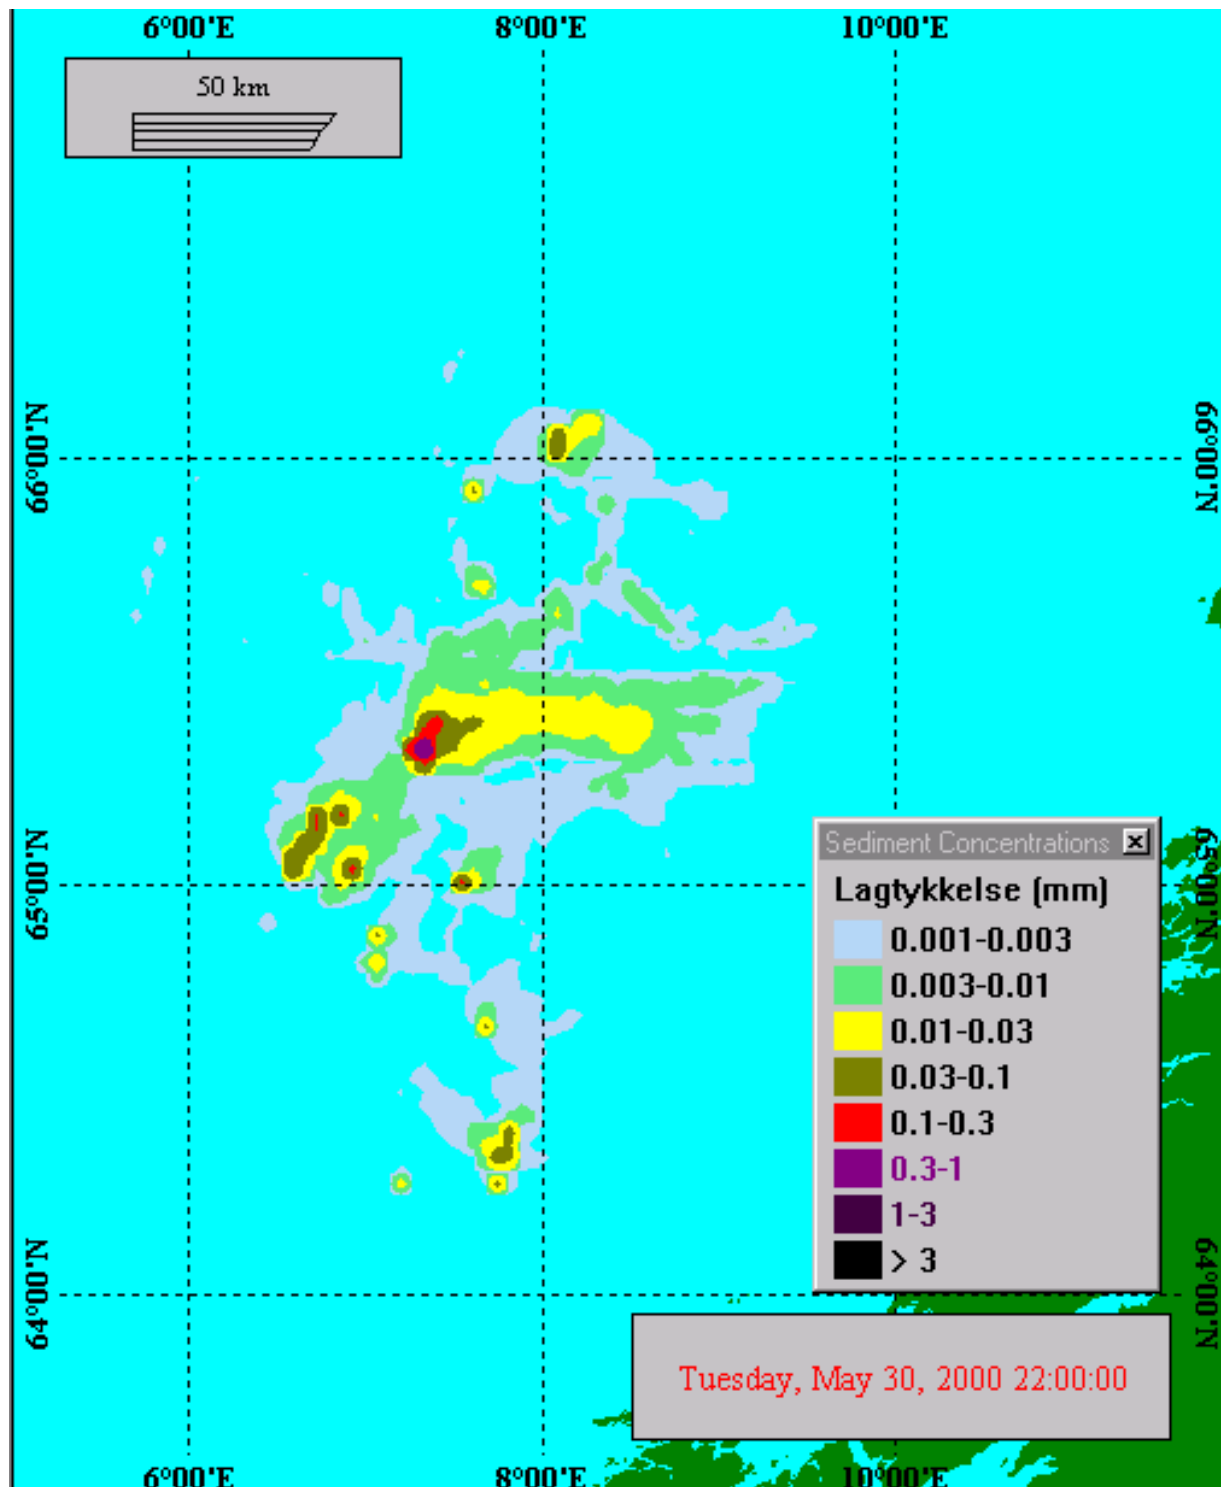 6°00'E 8°00'E 10°00'E
50 km
66°00'N 66°00'N
65°00'N 65°00'N
Sediment Concentrations
Lagtykkelse (mm)
0.001-0.003
0.003-0.01
0.01-0.03
0.03-0.1
0.1-0.3
0.3-1
1-3
> 3
64°00'N 64°00'N
Tuesday, May 30, 2000 22:00:00
6°00'E 8°00'E 10°00'E